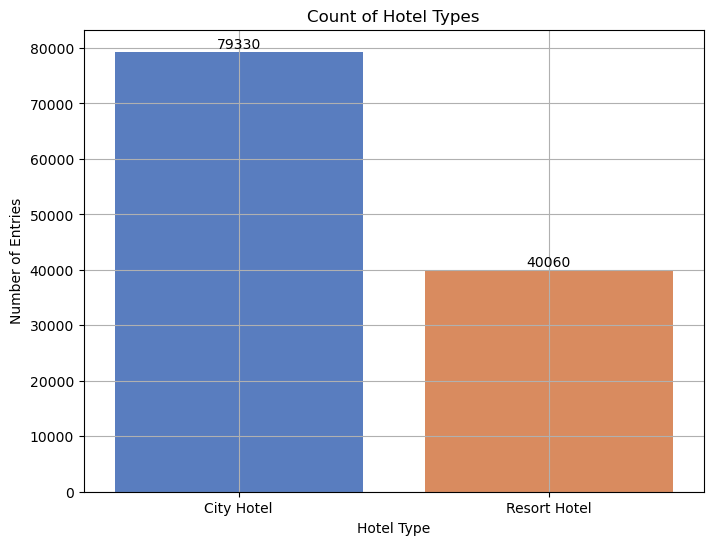 Count of Hotel Types
79330
40060
80000
70000
60000
50000
40000
30000
20000
10000
0
Number of Entries
City Hotel
Resort Hotel
Hotel Type